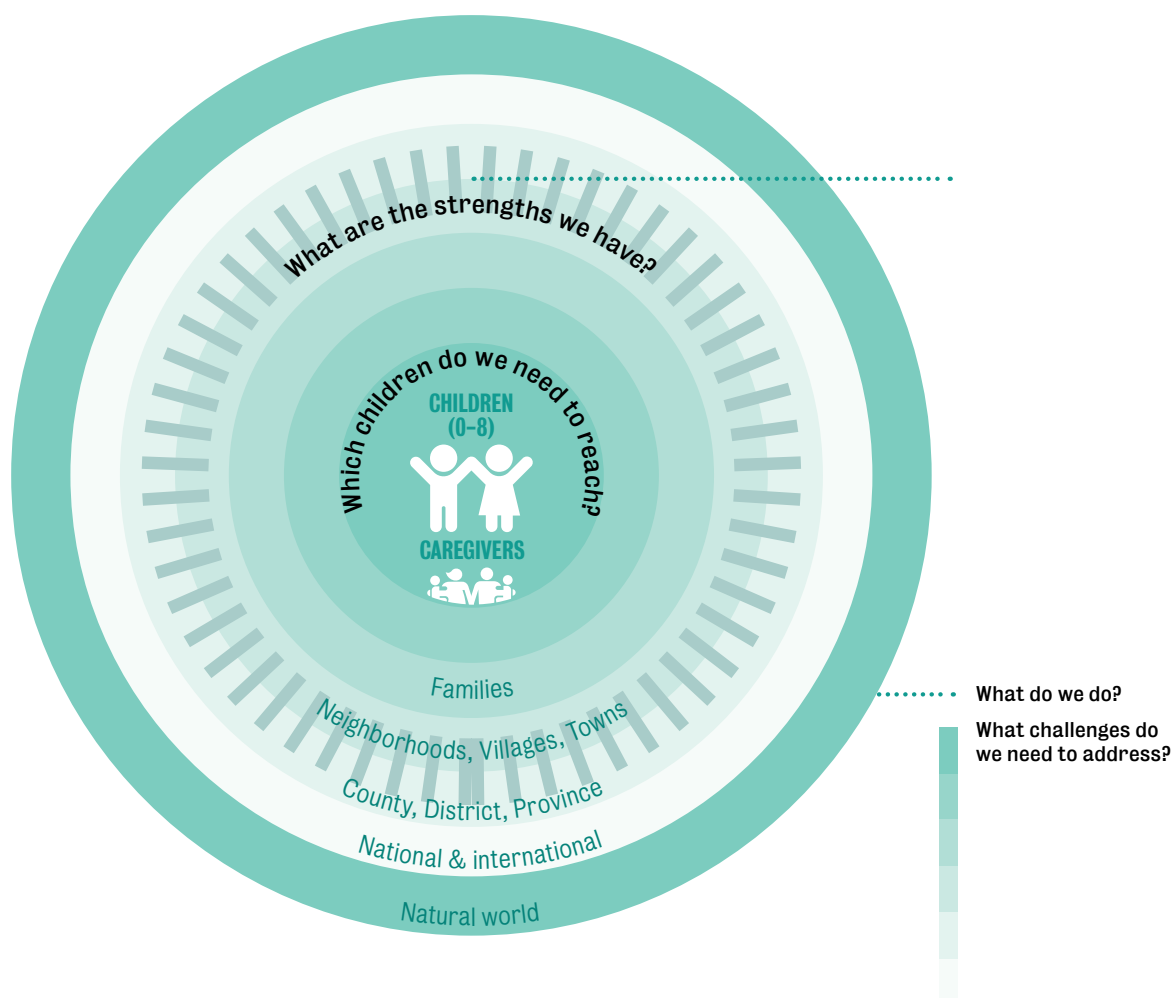 What are the strengths we have?
Which children do we need to reach?
CHILDREN
(0–8)
CAREGIVERS
Families
Neighborhoods, Villages, Towns
County, District, Province
National & international
Natural world
What do we do?
What challenges do
we need to address?